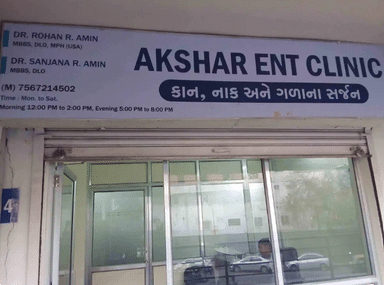 DR. ROHAN R. AMIN
MBBS, DLO, MPH (USA)
DR. SANJANA R. AMIN
MBBS, DLO
(M) 7567214502
Time : Mon. to Sat.
Morning 12:00 PM to 2:00 PM, Evening 5:00 PM to 8:00 PM
AKSHAR ENT CLINIC
કાન, નાક અને ગળાના સર્જન
4